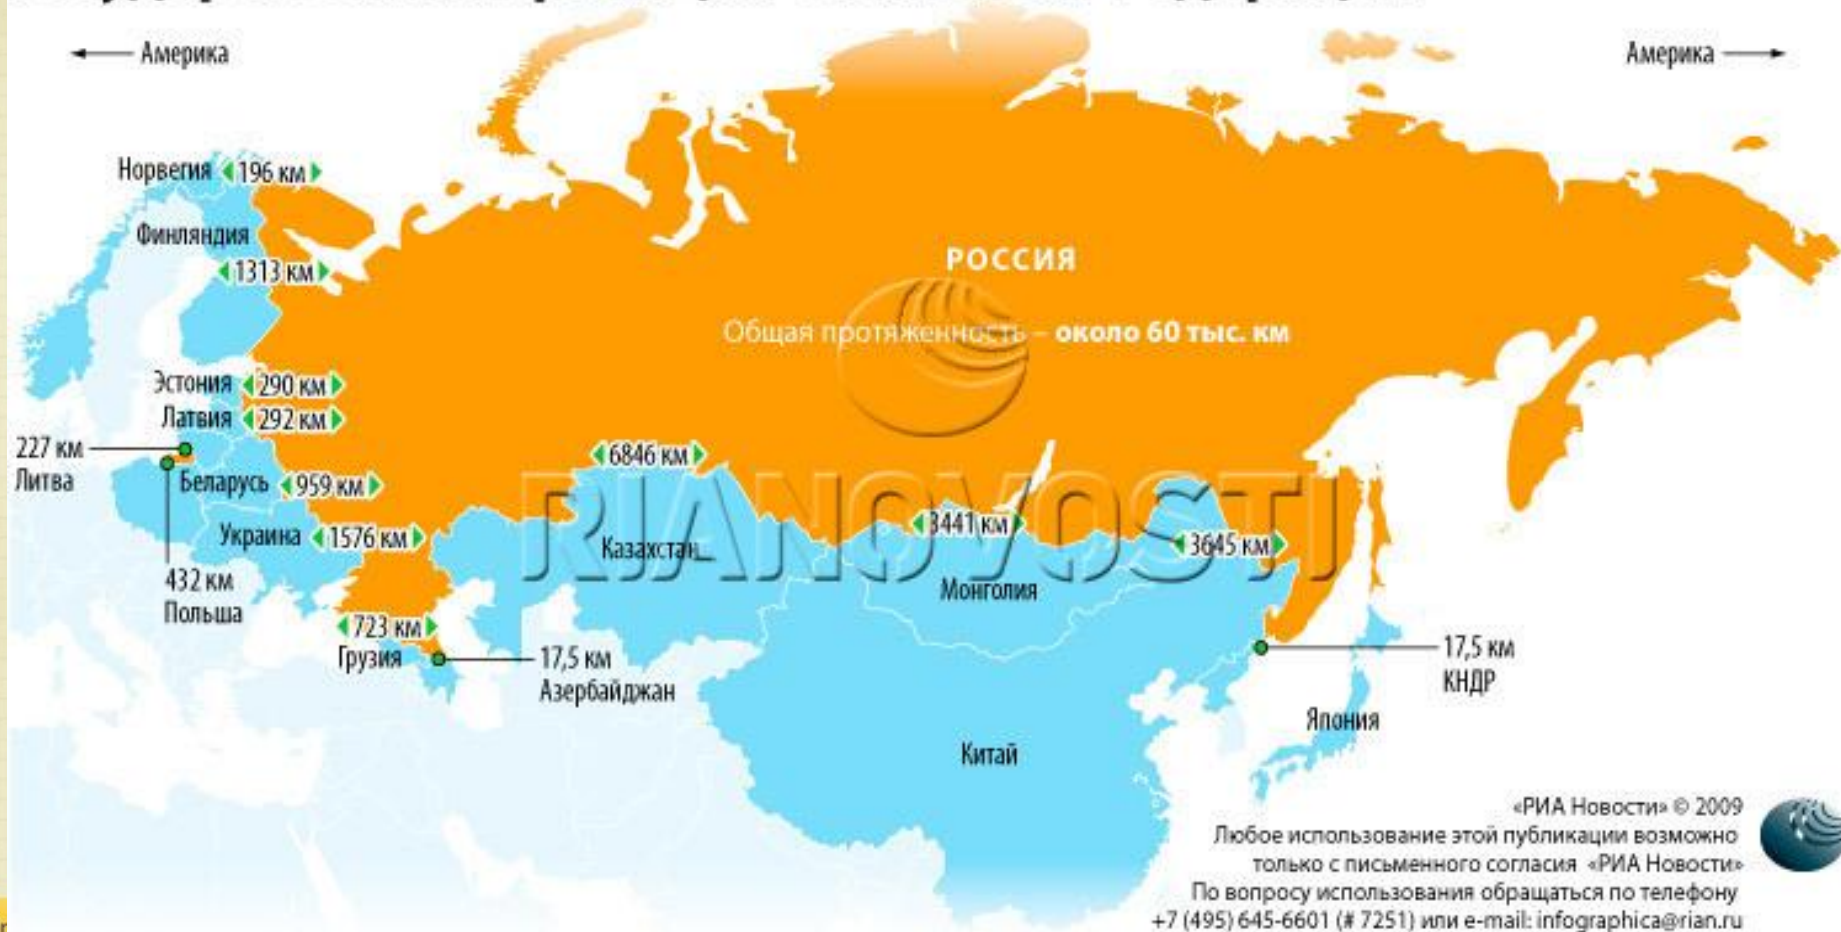 Америка
Америка
Норвегия
196 км
Финляндия
1313 км
РОССИЯ
Общая протяженность – около 60 тыс. км
Эстония
290 км
Латвия
292 км
227 км
Литва
Беларусь
959 км
6846 км
Украина
1576 км
Казахстан
3441 км
3645 км
Монголия
RIANOVOSTI
432 км
Польша
723 км
Грузия
17,5 км
Азербайджан
17,5 км
КНДР
Япония
Китай
«РИА Новости» © 2009
Любое использование этой публикации возможно
только с письменного согласия «РИА Новости»
По вопросу использования обращаться по телефону
+7 (495) 645-6601 (# 7251) или e-mail: infographica@rian.ru